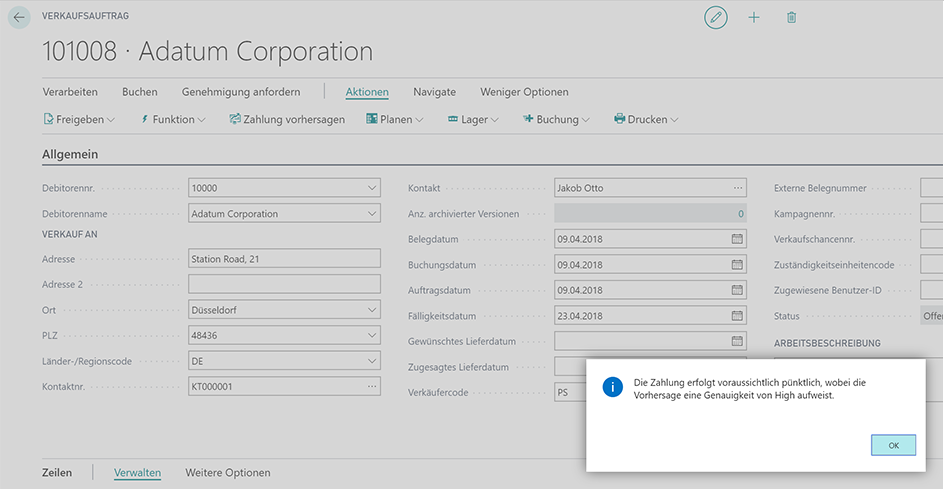 VERKAUFSAUFTRAG
101008 · Adatum Corporation
Verarbeiten Buchen Genehmigung anfordern Aktionen Navigate Weniger Optionen
Freigeben Funktion Zahlung vorhersagen Planen Lager Buchung Drucken
Allgemein
Debitorennr. 10000 Kontakt Jakob Otto ... Externe Belegnummer
Debitorenname Adatum Corporation Anz. archivierter Versionen 0 Kampagnennr.
VERKAUF AN Belegdatum 09.04.2018 Verkaufschancennr.
Adresse Station Road, 21 Buchungsdatum 09.04.2018 Zuständigkeitseinheitencode
Adresse 2 Auftragsdatum 09.04.2018 Zugewiesene Benutzer-ID
Ort Düsseldorf Fälligkeitsdatum 23.04.2018 Status Offen
PLZ 48436 Gewünschtes Lieferdatum ARBEITSBESCHREIBUNG
Länder-/Regionscode DE Zugesagtes Lieferdatum
Kontaktnr. KT000001 ... Verkäufercode PS
Die Zahlung erfolgt voraussichtlich pünktlich, wobei die
Vorhersage eine Genauigkeit von High aufweist.
OK
Zeilen Verwalten Weitere Optionen